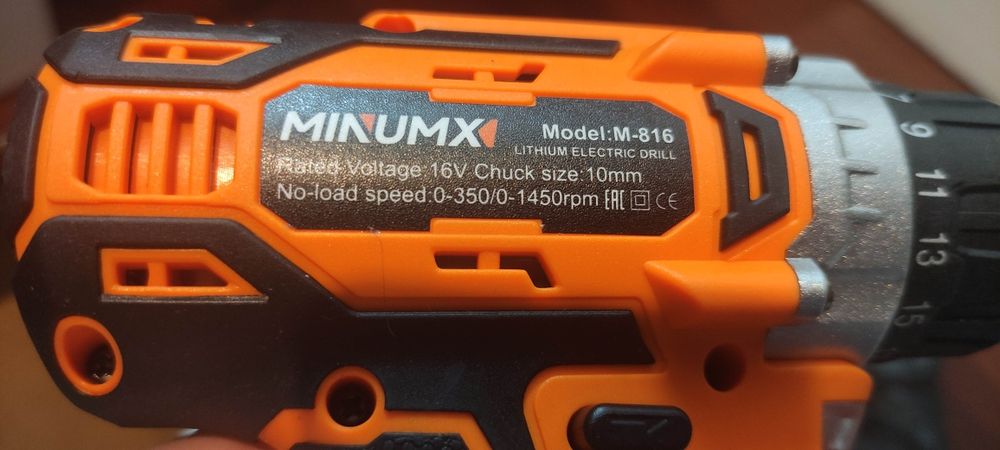 MINUMX
Model:M-816
LITHIUM ELECTRIC DRILL
Rated Voltage 16V Chuck size:10mm
No-load speed:0-350/0-1450rpm EAC CE
7
9
11
13
15